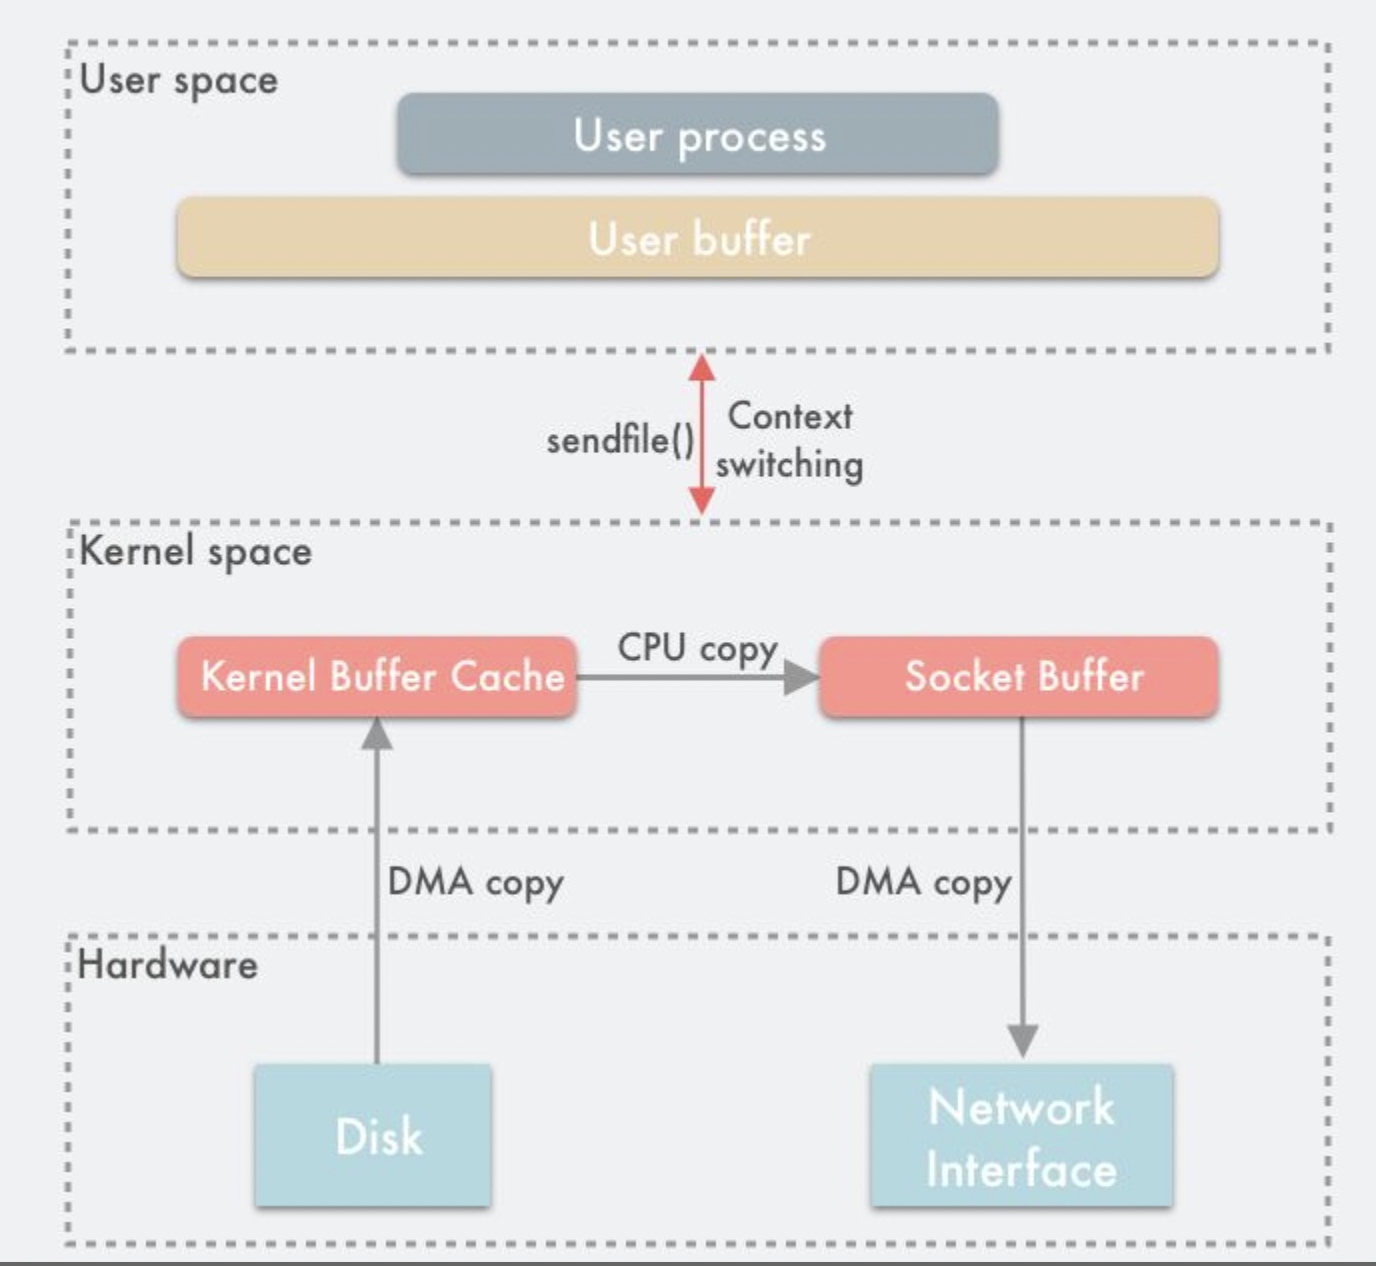 User space
User process
User buffer
sendfile()
Context
switching
Kernel space
Kernel Buffer Cache
CPU copy
Socket Buffer
DMA copy
DMA copy
Hardware
Disk
Network
Interface